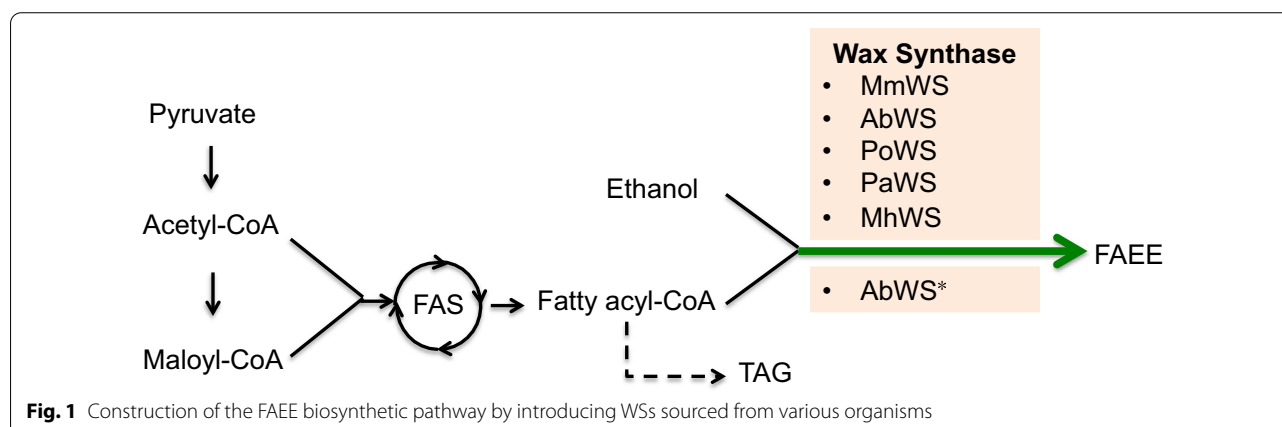 Wax Synthase
• MmWS
• AbWS
• PoWS
• PaWS
• MhWS
Pyruvate
Ethanol
Acetyl-CoA
FAEE
• AbWS*
FAS
Fatty acyl-CoA
Maloyl-CoA
TAG
Fig. 1 Construction of the FAEE biosynthetic pathway by introducing WSs sourced from various organisms